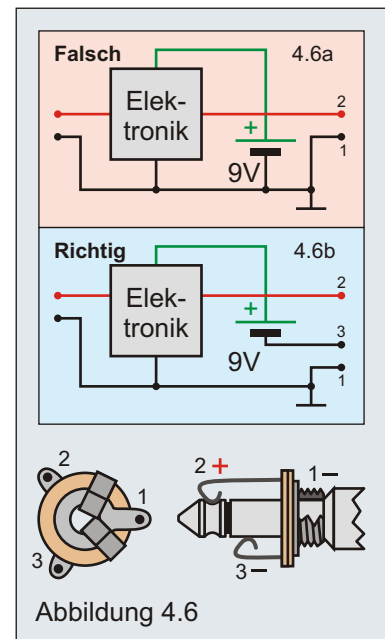 Falsch 4.6a
Elek-
tronik
2
+
1
9V
Richtig 4.6b
2
Elek-
tronik
+
3
9V
1
2
1
3
2 +
1 –
3 –
Abbildung 4.6